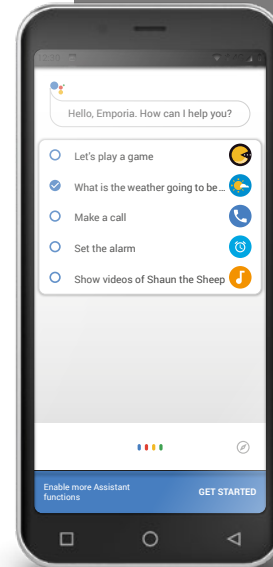 Hello, Emporia. How can I help you?
Let's play a game
What is the weather going to be...
Make a call
Set the alarm
Show videos of Shaun the Sheep
Enable more Assistant
functions
GET STARTED